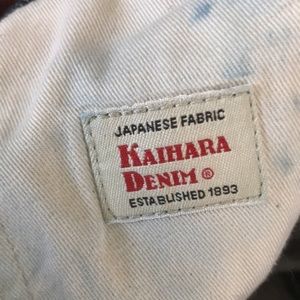 JAPANESE FABRIC
KAIHARA
DENIM ®
ESTABLISHED 1893